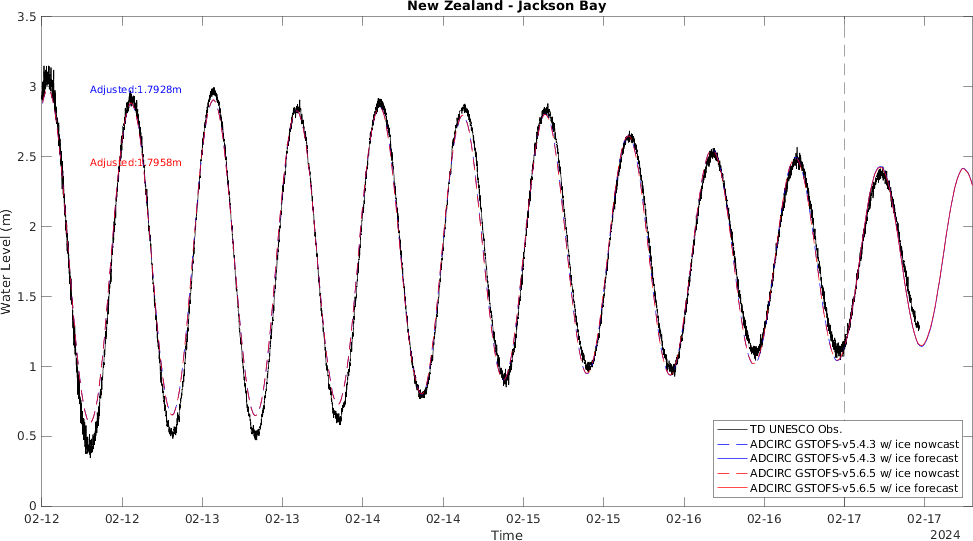 New Zealand - Jackson Bay
3.5
3
2.5
2
1.5
1
0.5
0
Water Level (m)
Adjusted:1.7928m
Adjusted:1.7958m
TD UNESCO Obs.
ADCIRC GSTOFS-v5.4.3 w/ ice nowcast
ADCIRC GSTOFS-v5.4.3 w/ ice forecast
ADCIRC GSTOFS-v5.6.5 w/ ice nowcast
ADCIRC GSTOFS-v5.6.5 w/ ice forecast
02-12 02-12 02-13 02-13 02-14 02-14 02-15 02-15 02-16 02-16 02-17 02-17
Time
2024